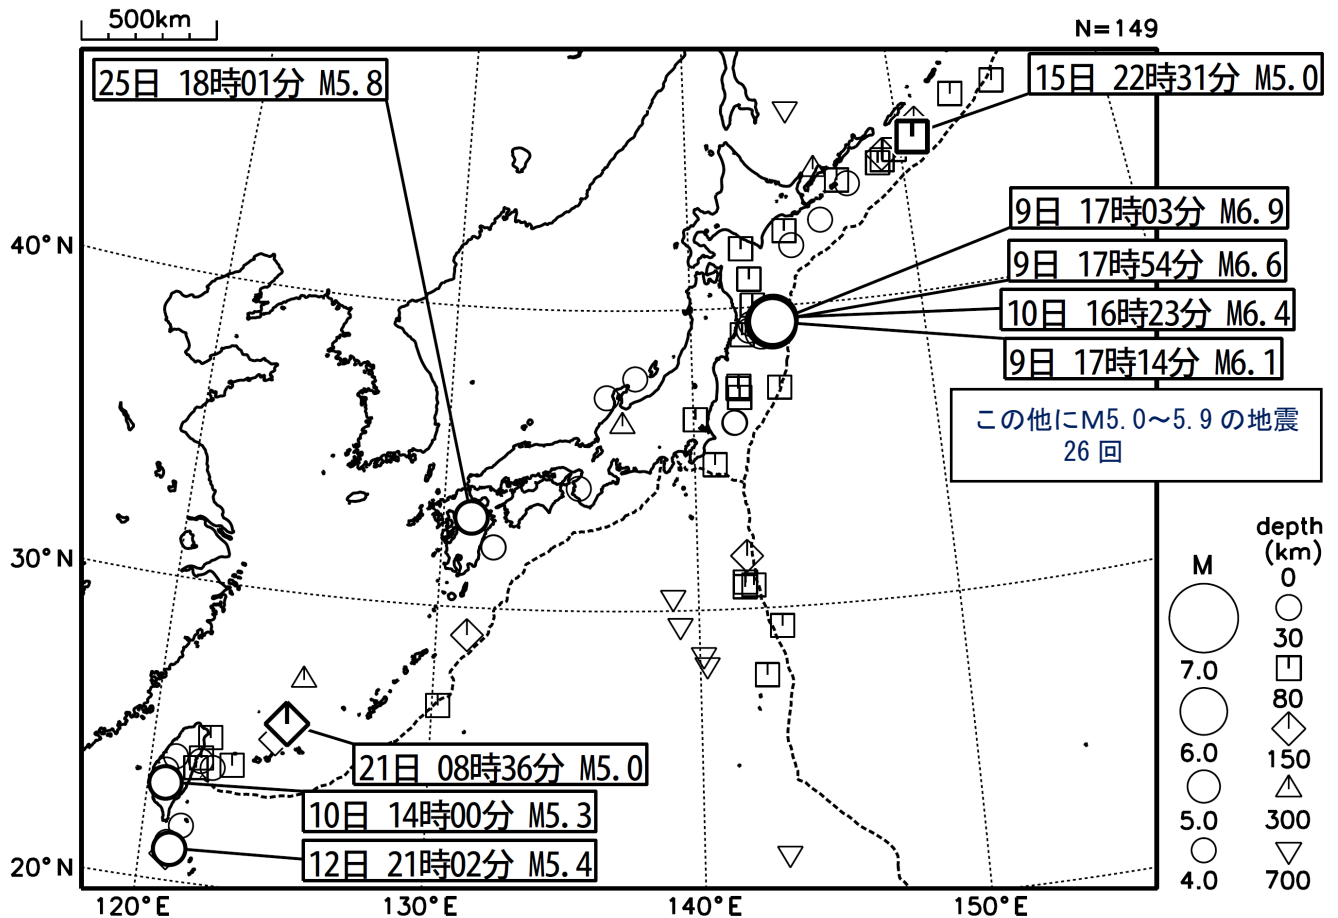 500km
N=149
25日 18時01分 M5.8
15日 22時31分 M5.0
9日 17時03分 M6.9
9日 17時54分 M6.6
10日 16時23分 M6.4
9日 17時14分 M6.1
この他にM5.0～5.9の地震
26回
21日 08時36分 M5.0
10日 14時00分 M5.3
12日 21時02分 M5.4
40°N
30°N
20°N
120°E
130°E
140°E
150°E
M
7.0
6.0
5.0
4.0
depth
(km)
0
30
80
150
300
700